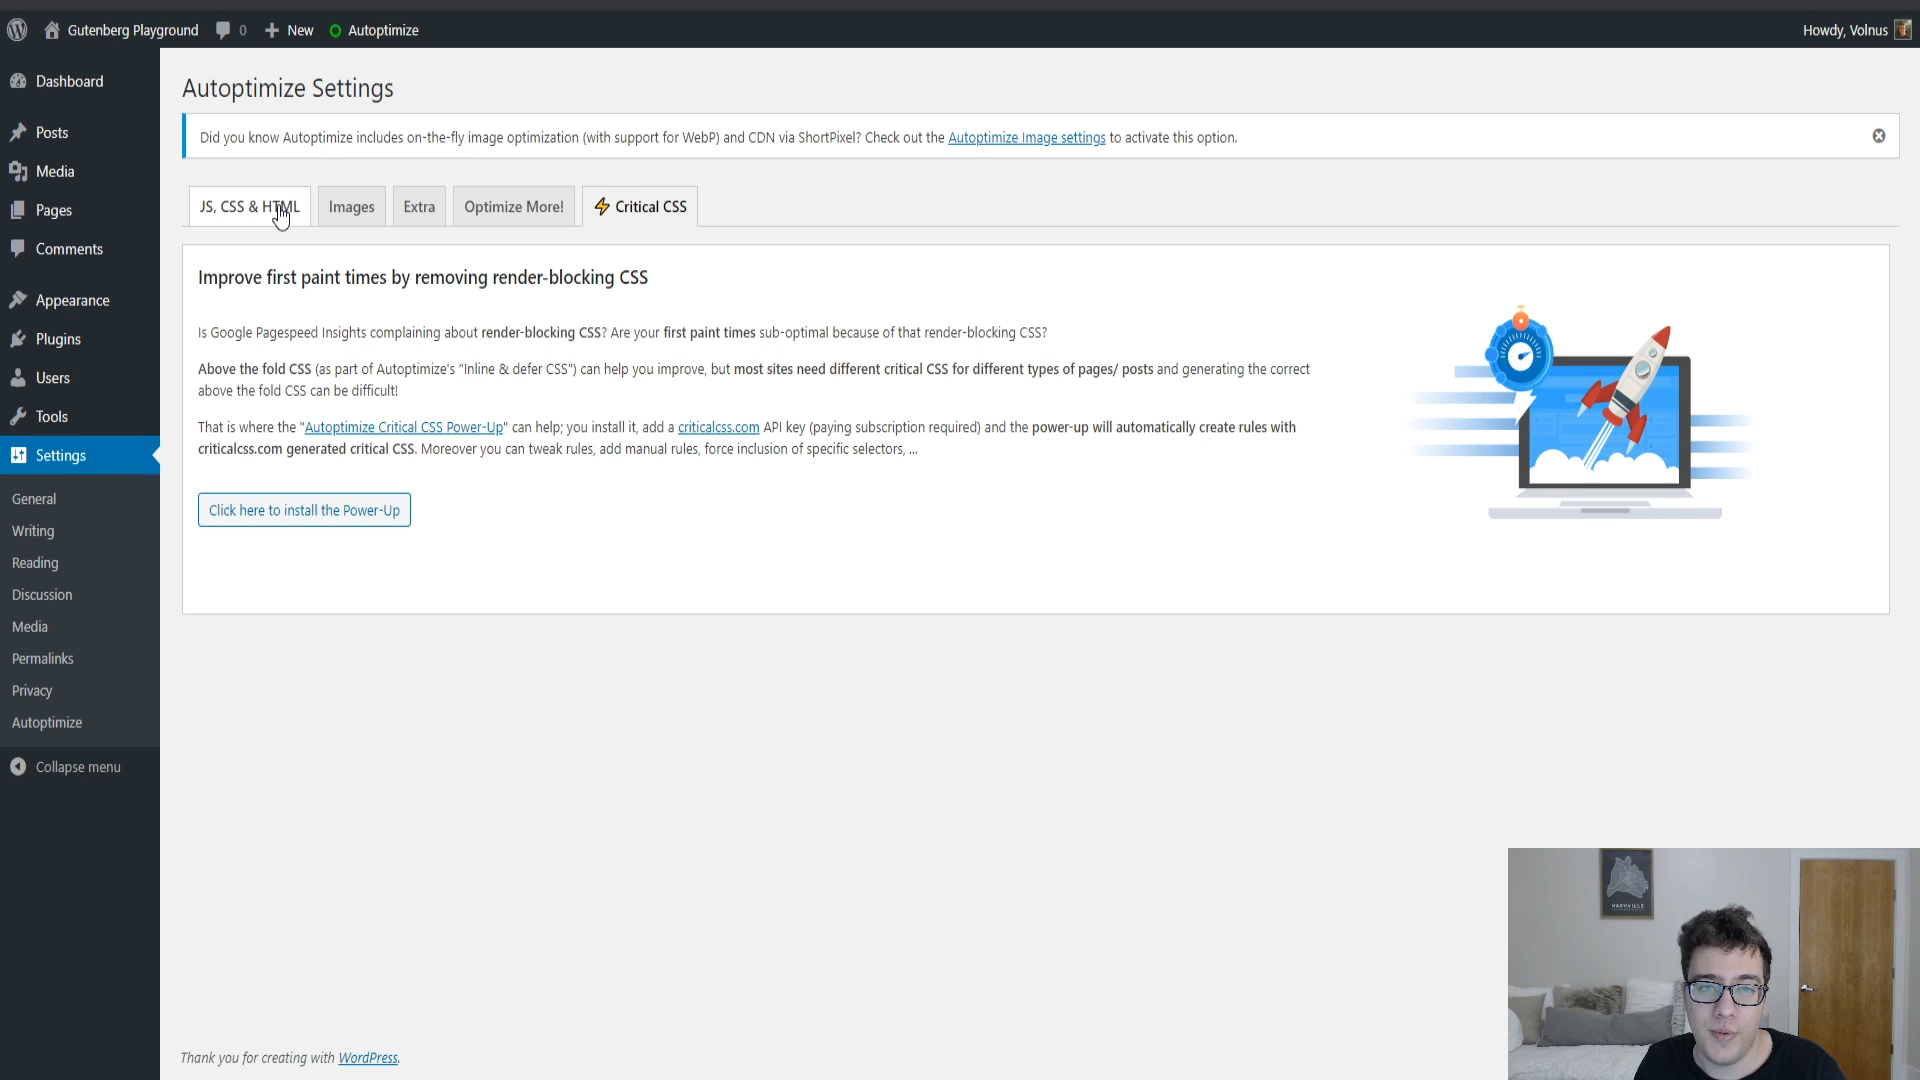 Gutenberg Playground 0 New Autoptimize Howdy, Volnus
Dashboard
Posts
Media
Pages
Comments
Appearance
Plugins
Users
Tools
Settings
General
Writing
Reading
Discussion
Media
Permalinks
Privacy
Autoptimize
Collapse menu
Autoptimize Settings
Did you know Autoptimize includes on-the-fly image optimization (with support for WebP) and CDN via ShortPixel? Check out the Autoptimize Image settings to activate this option.
JS, CSS & HTML Images Extra Optimize More! Critical CSS
Improve first paint times by removing render-blocking CSS
Is Google Pagespeed Insights complaining about render-blocking CSS? Are your first paint times sub-optimal because of that render-blocking CSS?
Above the fold CSS (as part of Autoptimize's "Inline & defer CSS") can help you improve, but most sites need different critical CSS for different types of pages/ posts and generating the correct
above the fold CSS can be difficult!
That is where the "Autoptimize Critical CSS Power-Up" can help; you install it, add a criticalcss.com API key (paying subscription required) and the power-up will automatically create rules with
criticalcss.com generated critical CSS. Moreover you can tweak rules, add manual rules, force inclusion of specific selectors, ...
Click here to install the Power-Up
NASHVILLE
Thank you for creating with WordPress.